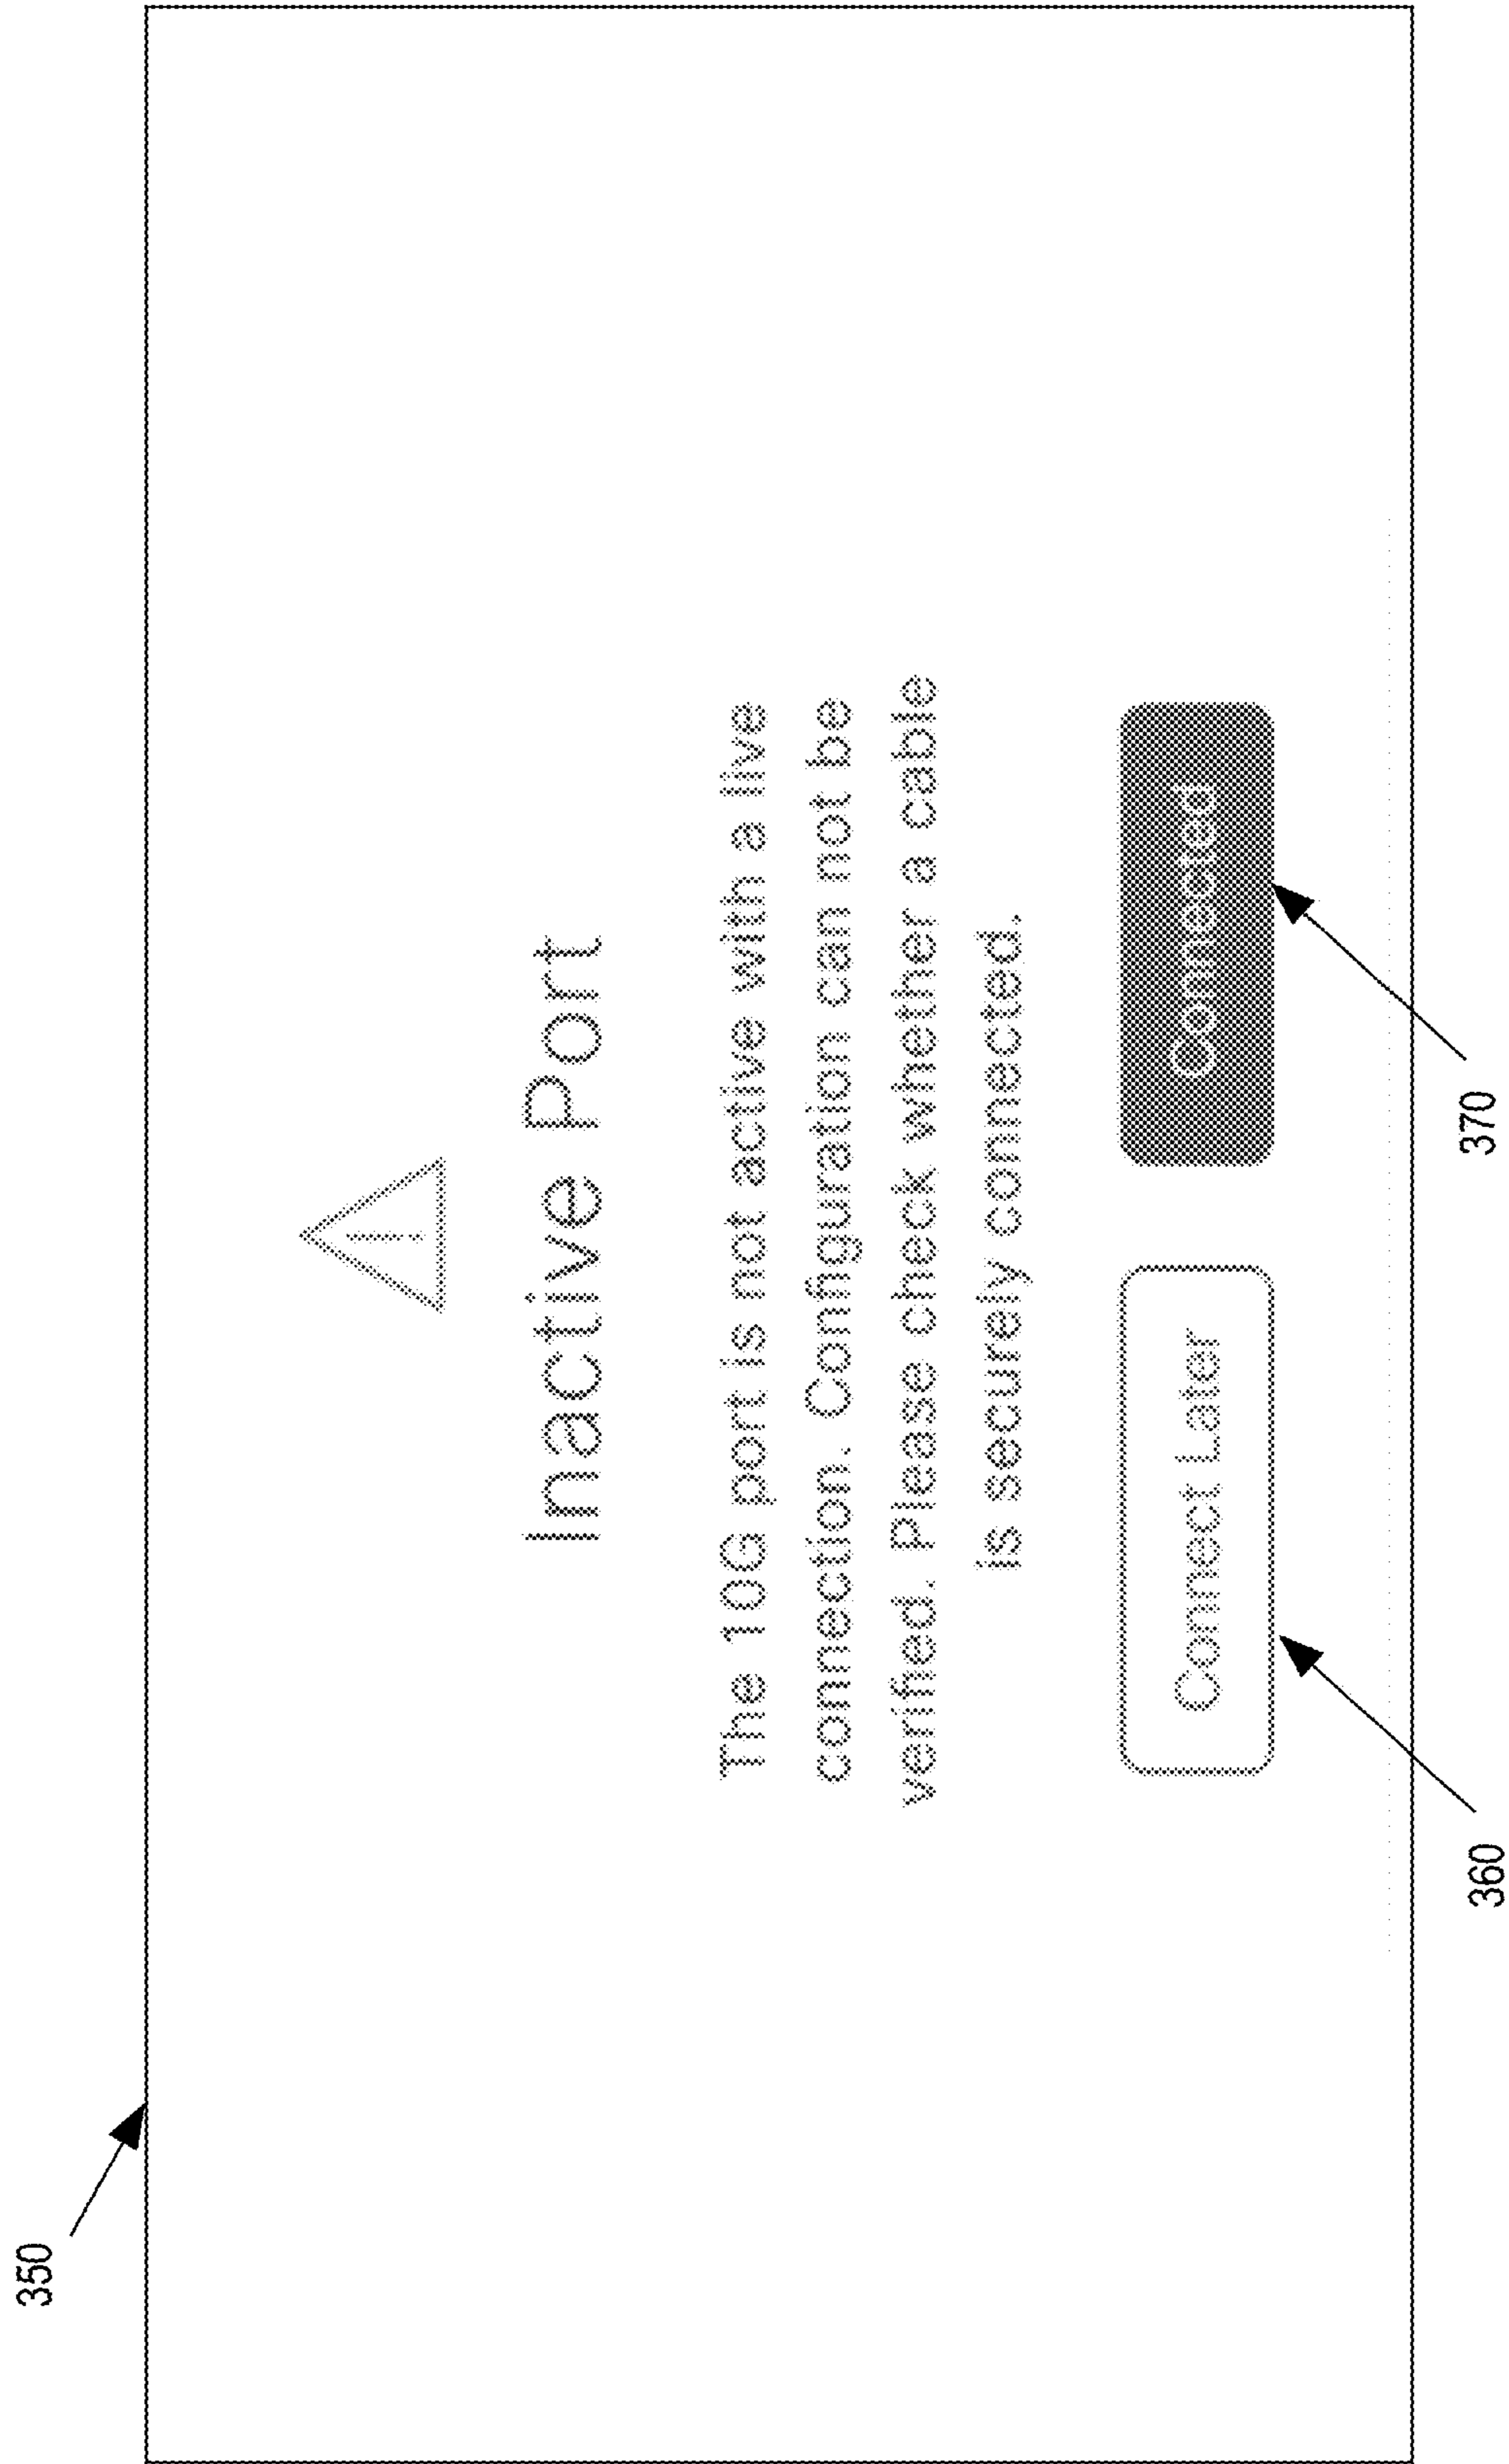 350
!
Inactive Port
The 10G port is not active with a live
connection. Configuration can not be
verified. Please check whether a cable
is securely connected.
Connect Later
Connected
360
370